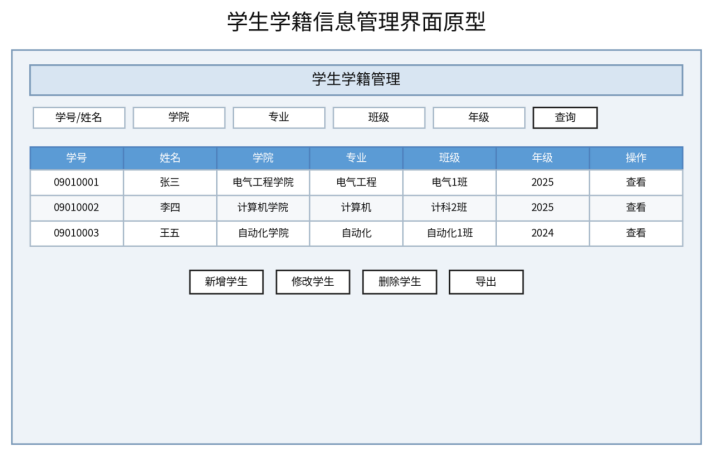 学生学籍信息管理界面原型
学生学籍管理
学号/姓名 学院 专业 班级 年级 查询
学号 姓名 学院 专业 班级 年级 操作
09010001 张三 电气工程学院 电气工程 电气1班 2025 查看
09010002 李四 计算机学院 计算机 计科2班 2025 查看
09010003 王五 自动化学院 自动化 自动化1班 2024 查看
新增学生 修改学生 删除学生 导出